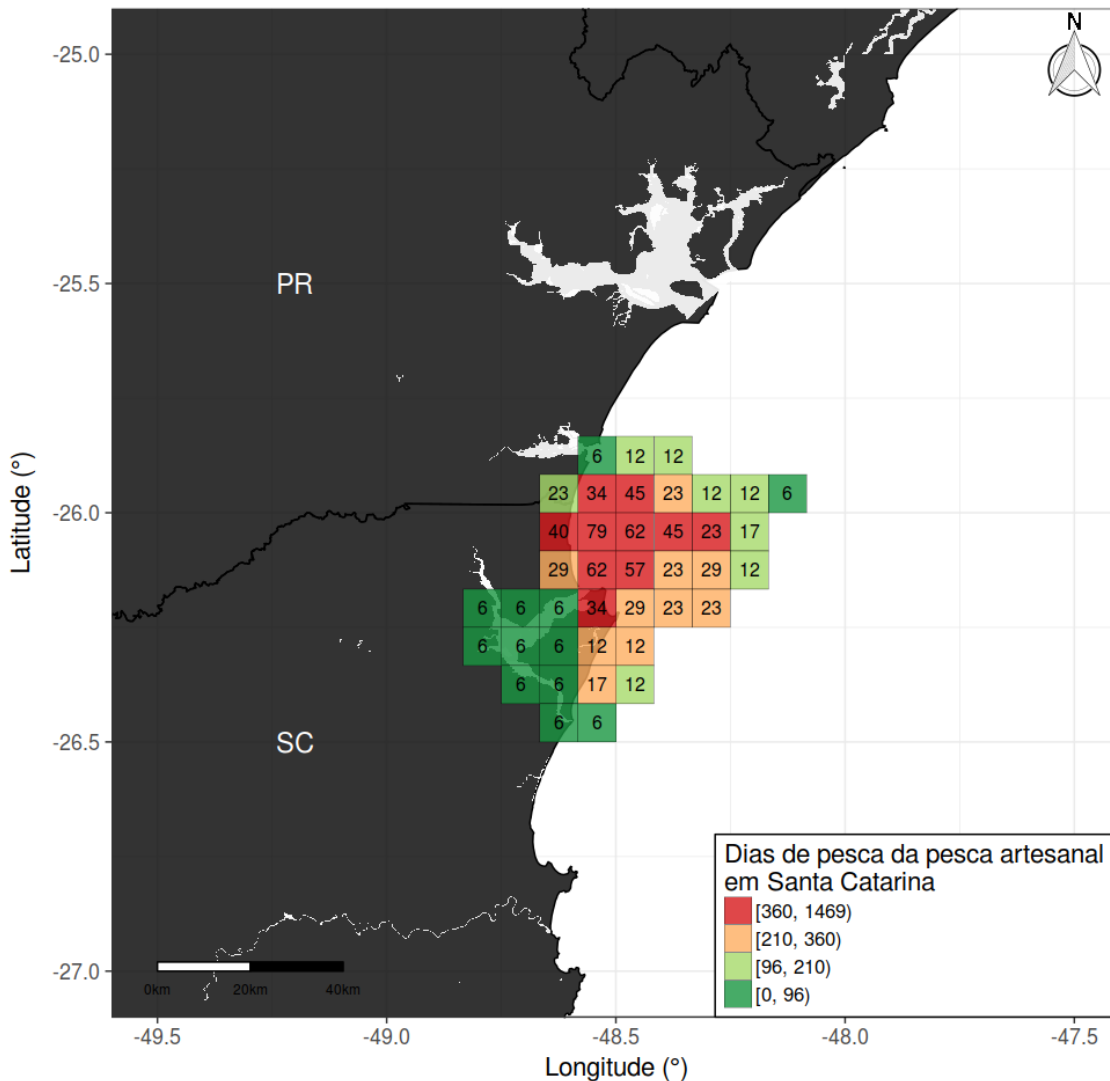 N
-25.0
-25.5
PR
6 12 12
23 34 45 23 12 12 6
-26.0
40 79 62 45 23 17
29 62 57 23 29 12
6 6 6 34 29 23 23
6 6 6 12 12
6 6 17 12
6 6
-26.5
SC
Dias de pesca da pesca artesanal
em Santa Catarina
[360, 1469)
[210, 360)
[96, 210)
[0, 96)
-27.0
0km 20km 40km
-49.5 -49.0 -48.5 -48.0 -47.5
Longitude (°)
Latitude (°)